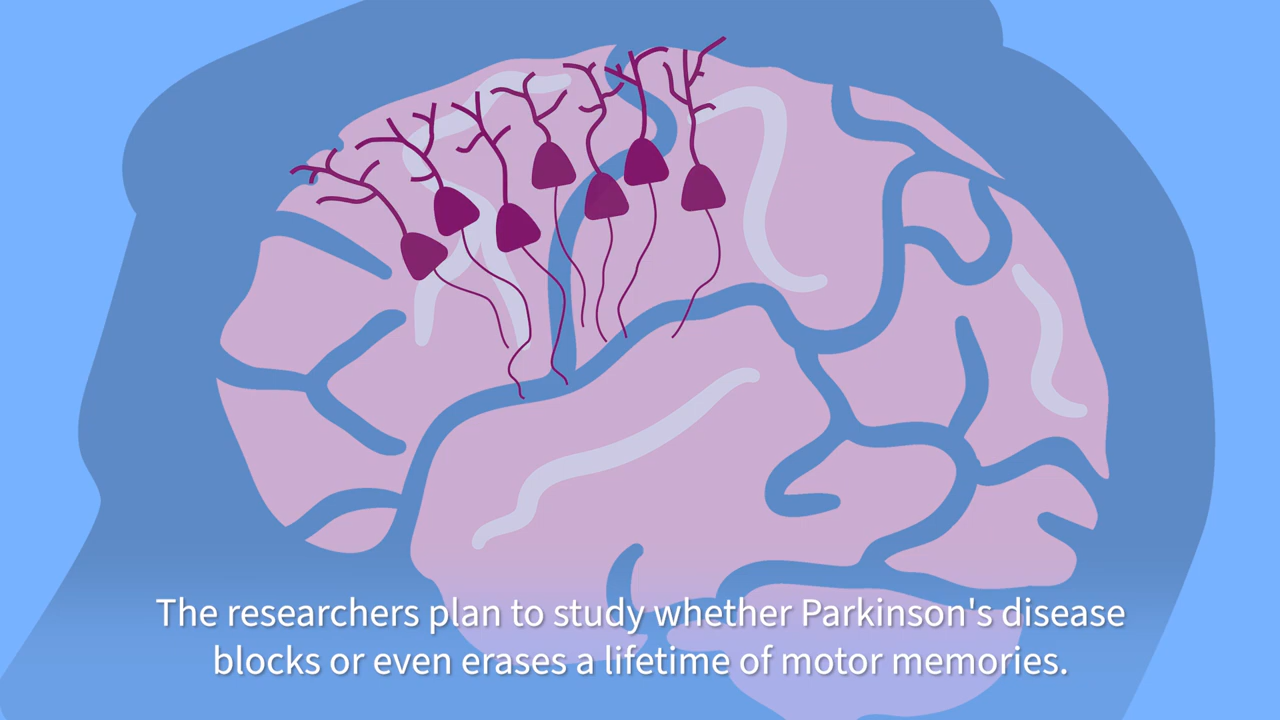 The researchers plan to study whether Parkinson's disease
blocks or even erases a lifetime of motor memories.